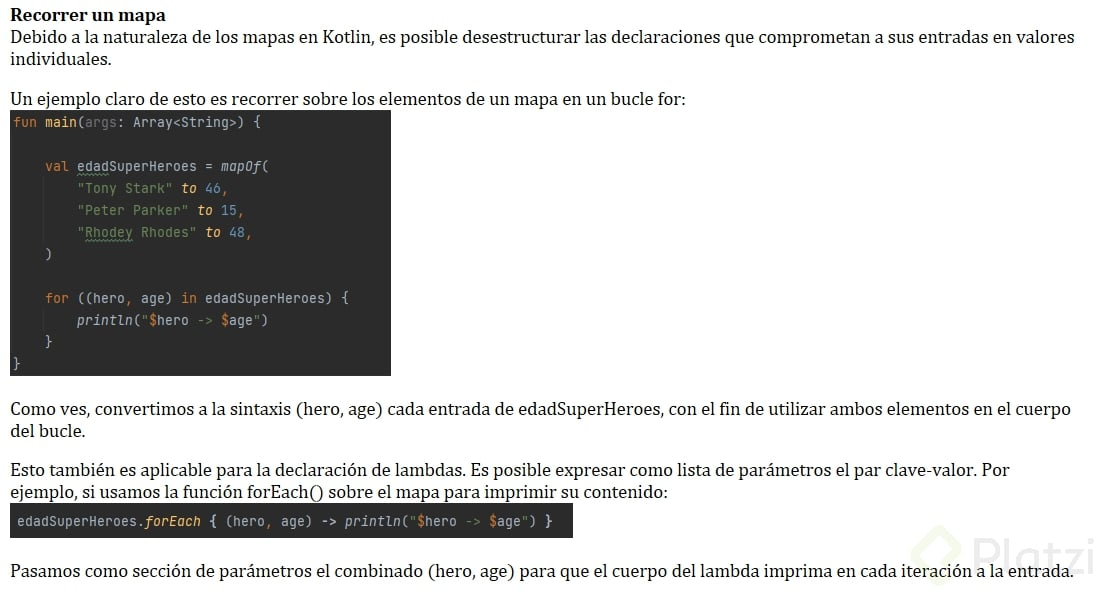 Recorrer un mapa
Debido a la naturaleza de los mapas en Kotlin, es posible desestructurar las declaraciones que comprometan a sus entradas en valores
individuales.
Un ejemplo claro de esto es recorrer sobre los elementos de un mapa en un bucle for:
fun main(args: Array<String>) {
    val edadSuperHeroes = mapOf(
        "Tony Stark" to 46,
        "Peter Parker" to 15,
        "Rhodey Rhodes" to 48,
    )
    for ((hero, age) in edadSuperHeroes) {
        println("$hero -> $age")
    }
}
Como ves, convertimos a la sintaxis (hero, age) cada entrada de edadSuperHeroes, con el fin de utilizar ambos elementos en el cuerpo
del bucle.
Esto también es aplicable para la declaración de lambdas. Es posible expresar como lista de parámetros el par clave-valor. Por
ejemplo, si usamos la función forEach() sobre el mapa para imprimir su contenido:
edadSuperHeroes.forEach { (hero, age) -> println("$hero -> $age") }
Platzi
Pasamos como sección de parámetros el combinado (hero, age) para que el cuerpo del lambda imprima en cada iteración a la entrada.